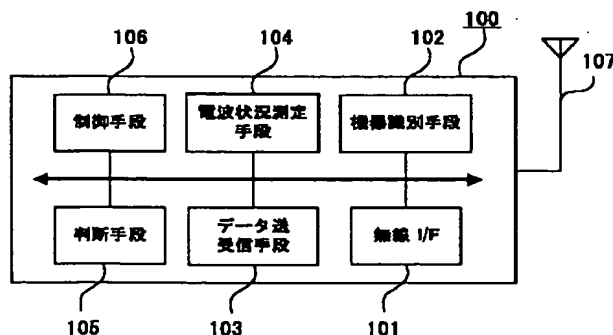 106
104
102
100
107
制御手段
電波状況測定
手段
機器識別手段
判断手段
データ送
受信手段
無線 I/F
105
103
101